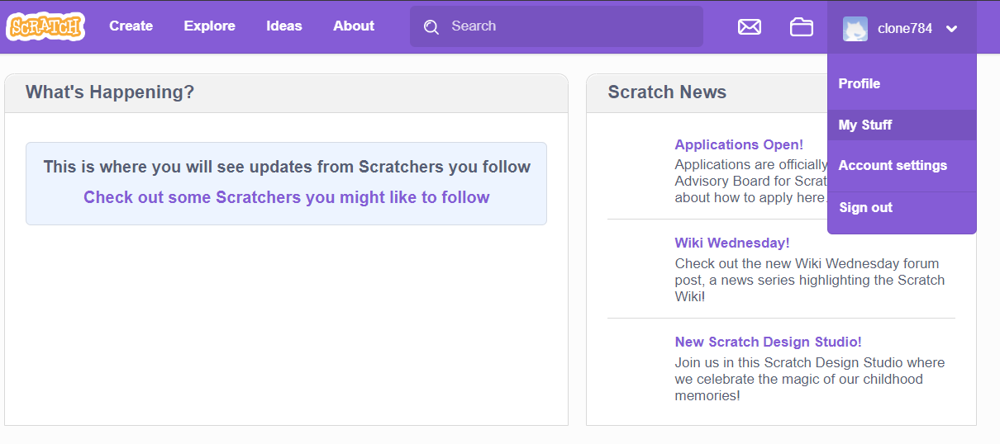 SCRATCH Create Explore Ideas About Search clone784
Profile
My Stuff
Account settings
Sign out
What's Happening?
This is where you will see updates from Scratchers you follow
Check out some Scratchers you might like to follow
Scratch News
Applications Open!
Applications are officially
Advisory Board for Scrat
about how to apply here.
Wiki Wednesday!
Check out the new Wiki Wednesday forum
post, a news series highlighting the Scratch
Wiki!
New Scratch Design Studio!
Join us in this Scratch Design Studio where
we celebrate the magic of our childhood
memories!